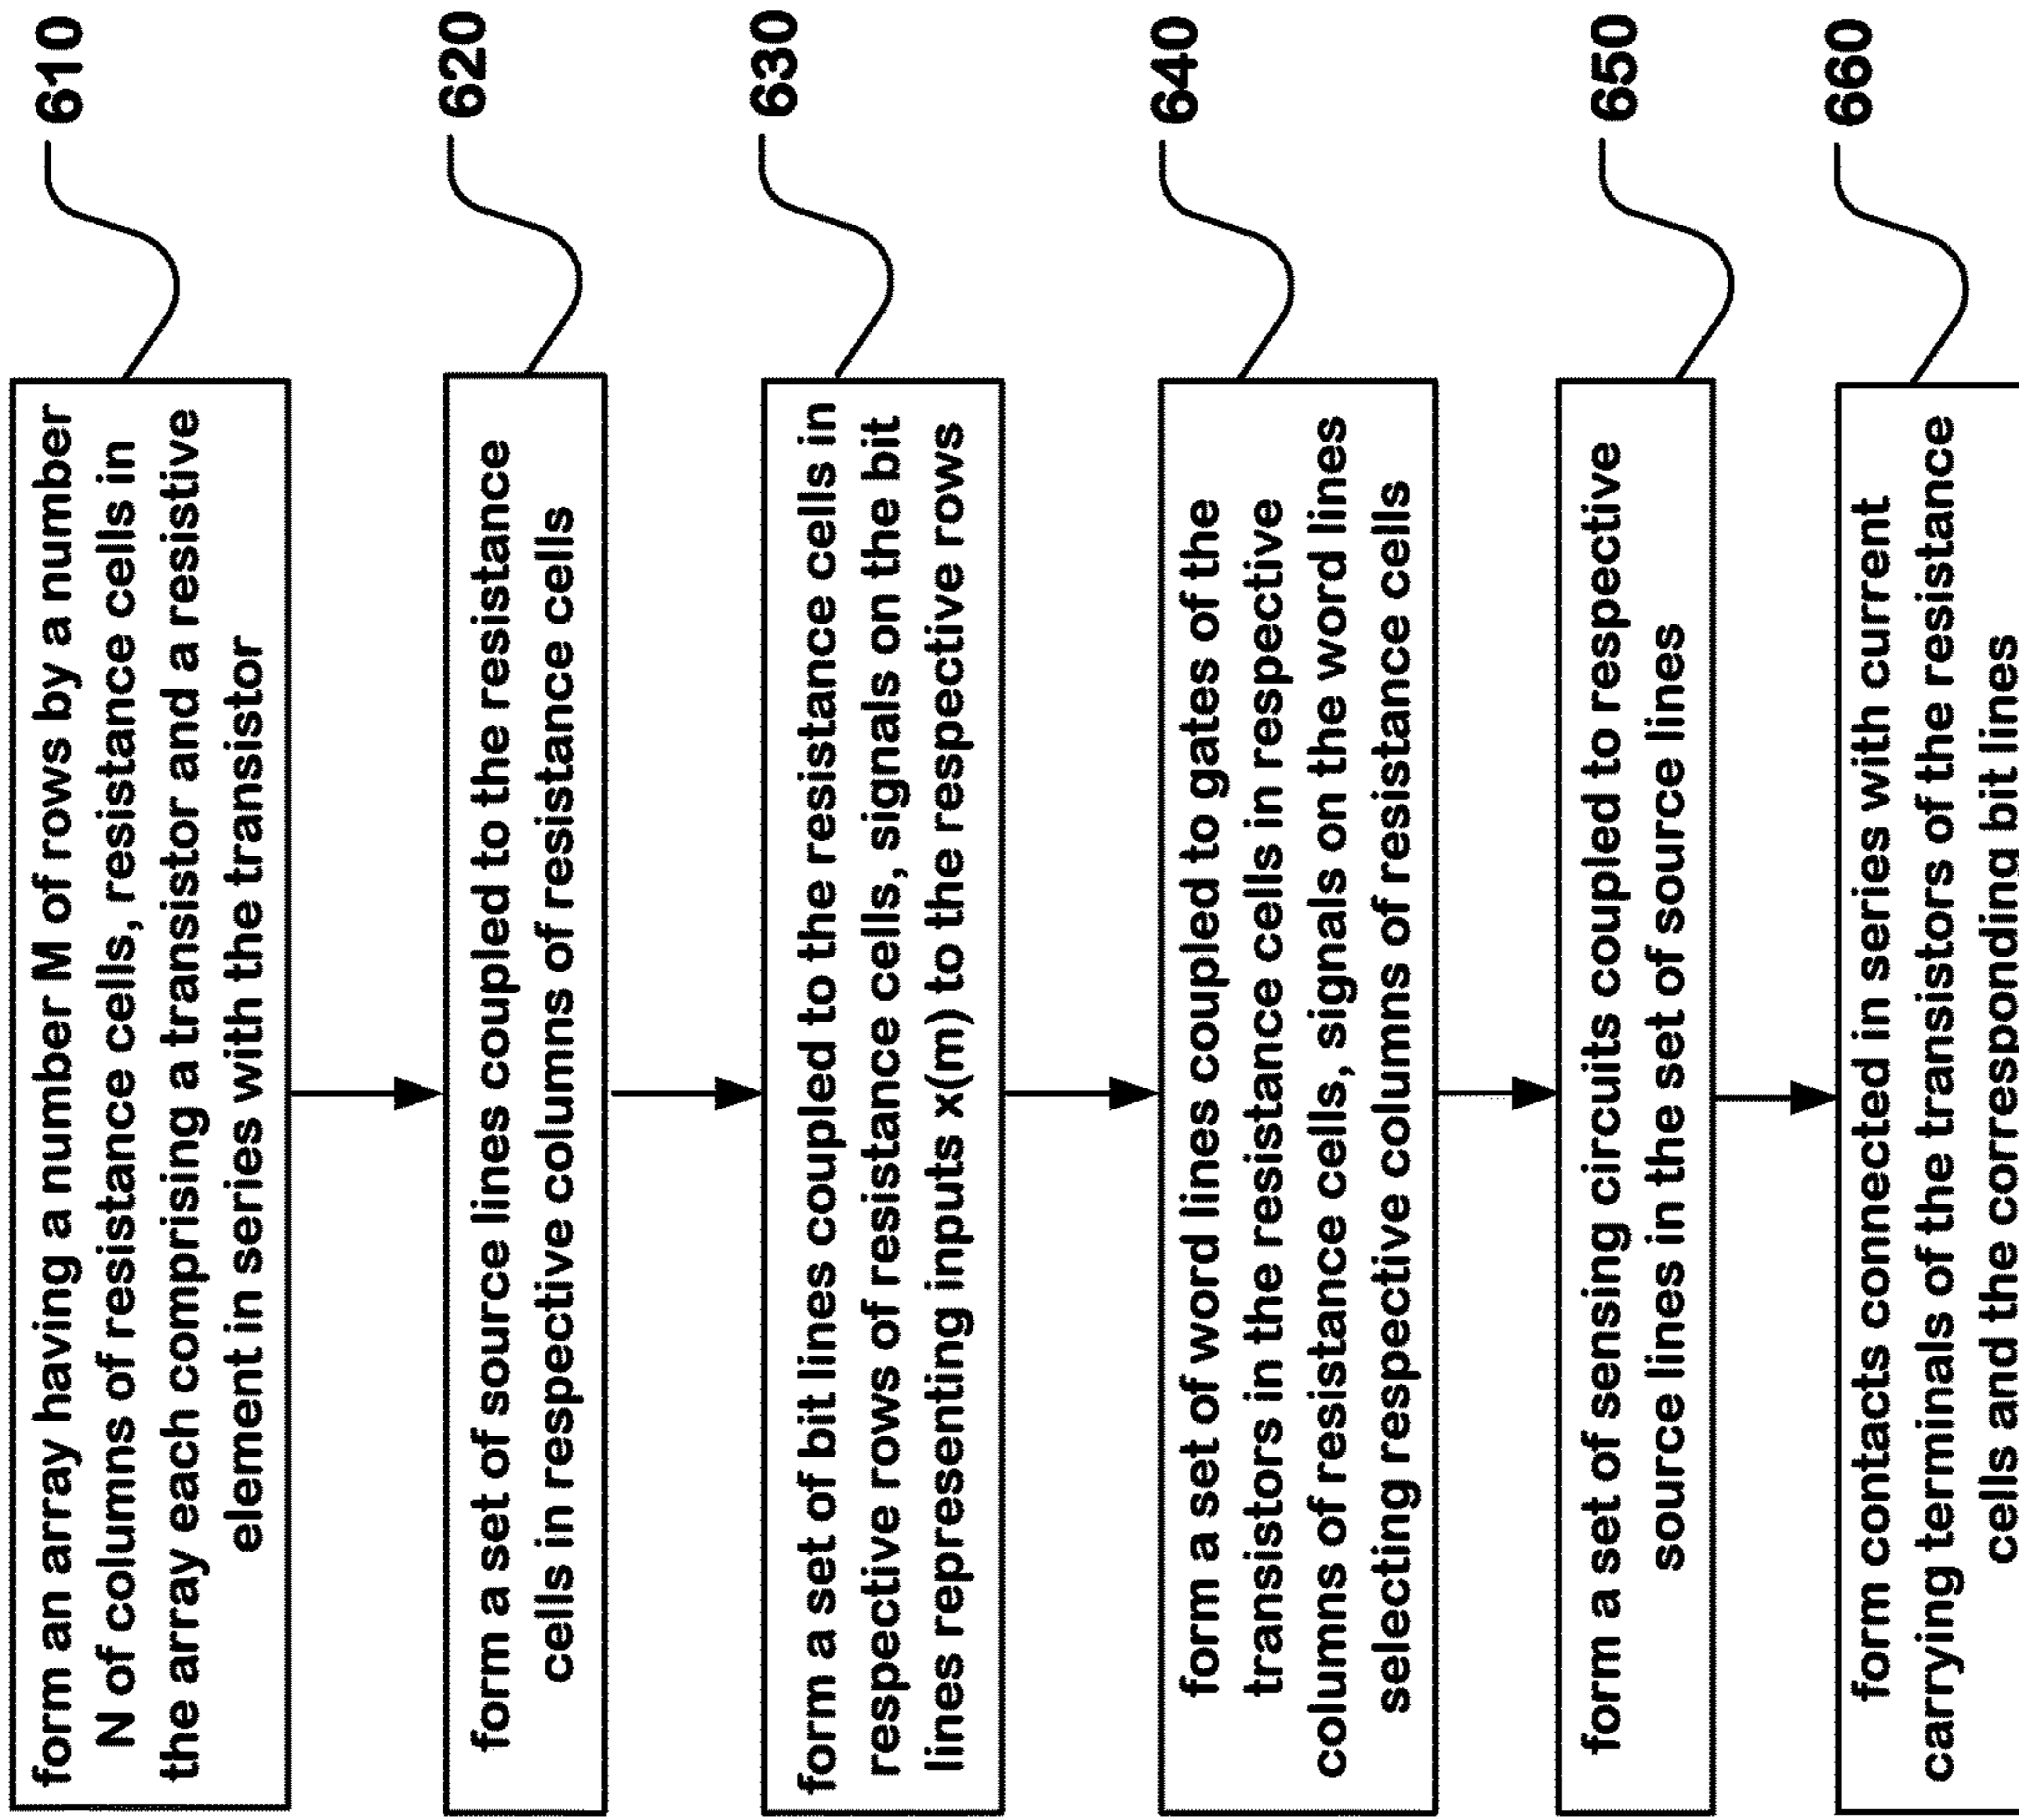 form an array having a number M of rows by a number
N of columns of resistance cells, resistance cells in
the array each comprising a transistor and a resistive
element in series with the transistor
610
form a set of source lines coupled to the resistance
cells in respective columns of resistance cells
620
form a set of bit lines coupled to the resistance cells in
respective rows of resistance cells, signals on the bit
lines representing inputs x(m) to the respective rows
630
form a set of word lines coupled to gates of the
transistors in the resistance cells in respective
columns of resistance cells, signals on the word lines
selecting respective columns of resistance cells
640
form a set of sensing circuits coupled to respective
source lines in the set of source lines
650
form contacts connected in series with current
carrying terminals of the transistors of the resistance
cells and the corresponding bit lines
660